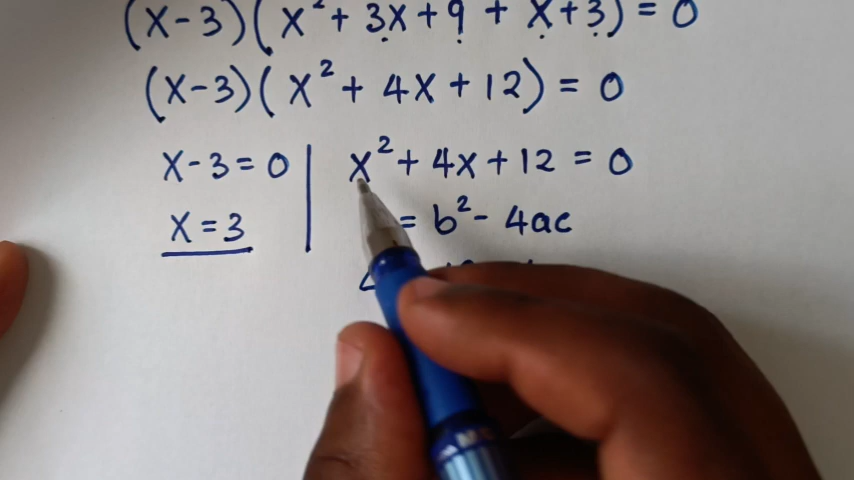 (x-3)(x²+3x+9+x+3)=0
(x-3)(x²+4x+12)=0
x-3=0 | x²+4x+12=0
x=3 | = b²-4ac